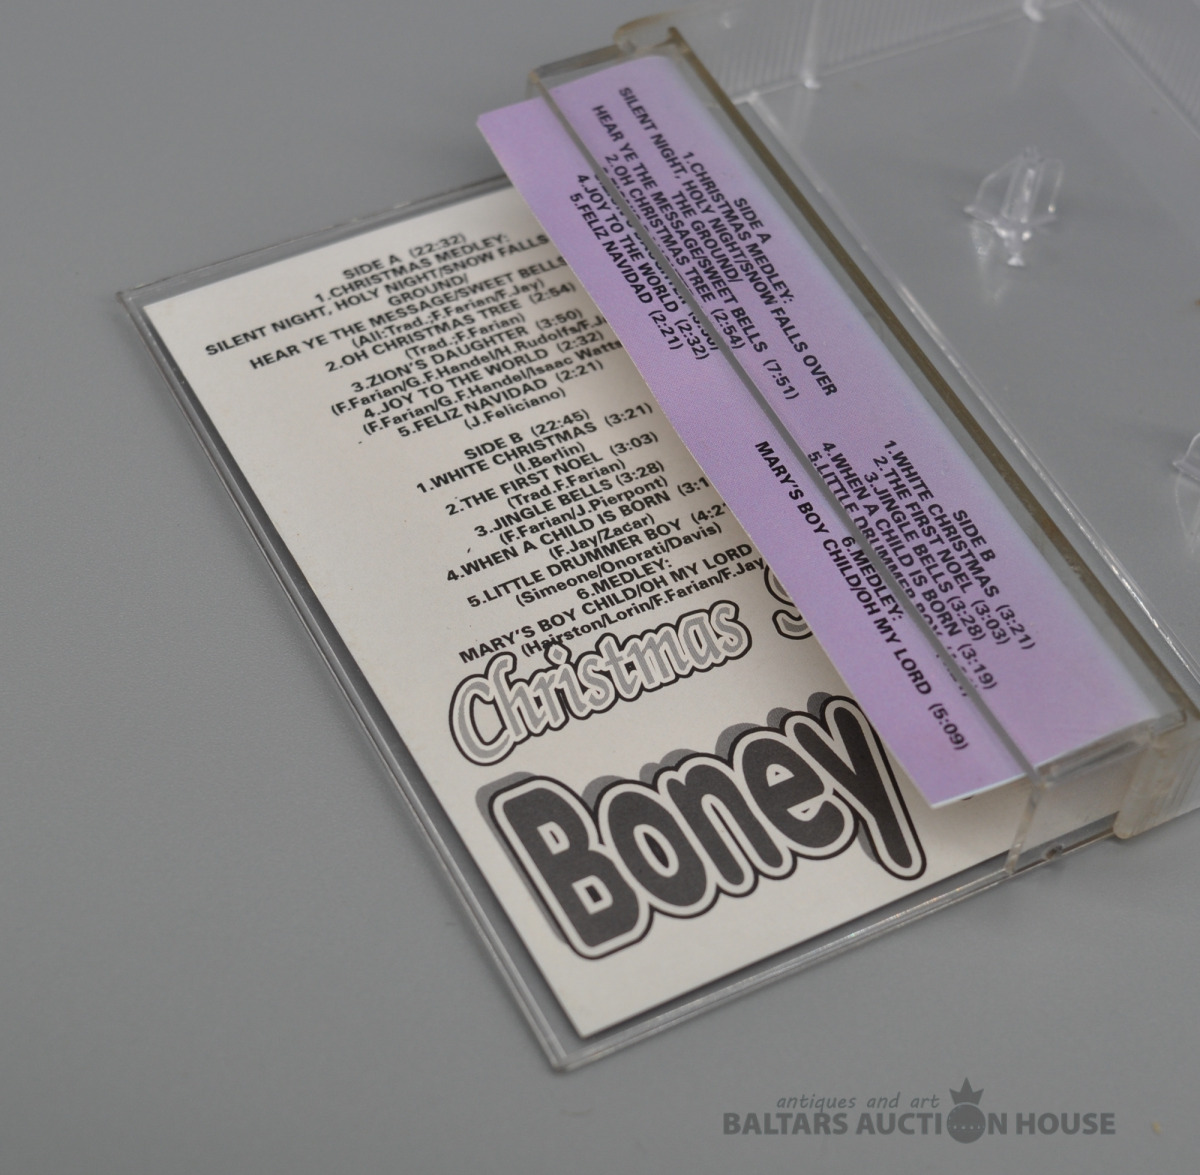 SIDE A (22:32)
1.CHRISTMAS MEDLEY:
SILENT NIGHT, HOLY NIGHT/SNOW FALLS
GROUND/
HEAR YE THE MESSAGE/SWEET BELLS
(All:Trad.;F.Farian/F.Jay)
2.OH CHRISTMAS TREE (2:54)
(Trad.;F.Farian)
3.ZION'S DAUGHTER (3:50)
(F.Farian/G.F.Handel/H.Rudolfs/
4.JOY TO THE WORLD (2:32)
(F.Farian/G.F.Handel/Isaac
5.FELIZ NAVIDAD (2:21)
(J.Feliciano)
SIDE B (22:45)
1.WHITE CHRISTMAS (3:21)
(I.Berlin)
2.THE FIRST NOEL (3:03)
(Trad.F.Farian)
3.JINGLE BELLS (3:28)
(F.Farian/J.Pierpont)
4.WHEN A CHILD IS BORN
(F.Jay/Zacar)
5.LITTLE DRUMMER BOY
(Simeone/Onorati/Davis)
6.MEDLEY:
MARY'S BOY CHILD/OH MY LORD
(Hairston/Lorin/F.Farian/F.Jay
Christmas
Boney
SIDE A
1.CHRISTMAS MEDLEY:
SILENT NIGHT, HOLY NIGHT/SNOW FALLS OVER
THE GROUND/
HEAR YE THE MESSAGE/SWEET BELLS (7:51)
2.OH CHRISTMAS TREE (2:54)
4.JOY TO THE WORLD (2:32)
5.FELIZ NAVIDAD (2:21)
SIDE B
1.WHITE CHRISTMAS (3:21)
2.THE FIRST NOEL (3:03)
3.JINGLE BELLS (3:28)
4.WHEN A CHILD IS BORN (3:19)
5.LITTLE DRUMMER
6.MEDLEY:
MARY'S BOY CHILD/OH MY LORD (5:09)
antiques and art
BALTARS AUCTION HOUSE